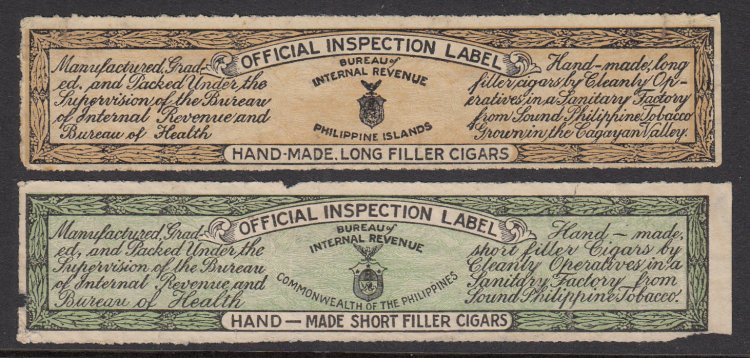 OFFICIAL INSPECTION LABEL
Manufactured, Grad-
ed, and Packed Under the
Supervision of the Bureau
of Internal Revenue and
Bureau of Health
BUREAU of
INTERNAL REVENUE
PHILIPPINE ISLANDS
Hand-made, long
filler, cigars by Cleanly Op-
eratives in a Sanitary Factory
from Sound Philippine Tobacco
Grown in the Cagayan Valley.
HAND-MADE, LONG FILLER CIGARS
OFFICIAL INSPECTION LABEL
Manufactured, Grad-
ed, and Packed Under the
Supervision of the Bureau
of Internal Revenue and
Bureau of Health
BUREAU of
INTERNAL REVENUE
COMMONWEALTH OF THE PHILIPPINES
Hand - made,
short filler Cigars by
Cleanly Operatives in a
Sanitary Factory from
Sound Philippine Tobacco.
HAND - MADE SHORT FILLER CIGARS